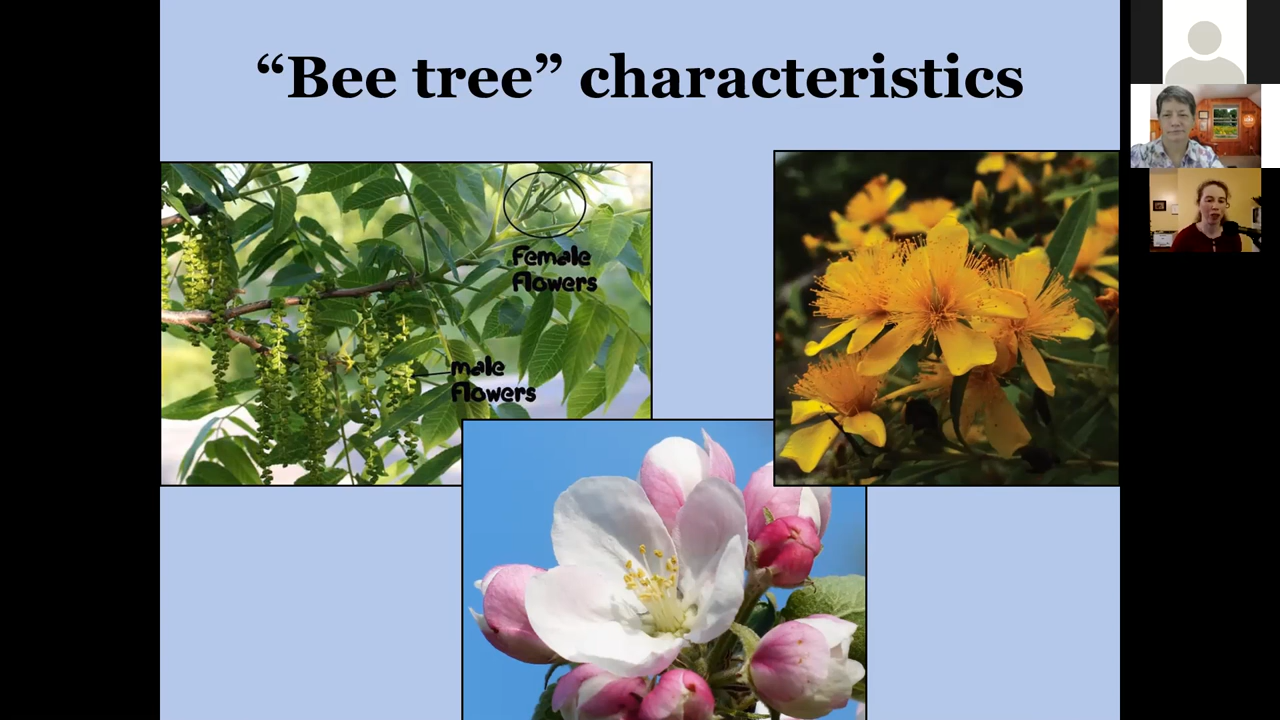 “Bee tree” characteristics
Female
Flowers
male
Flowers